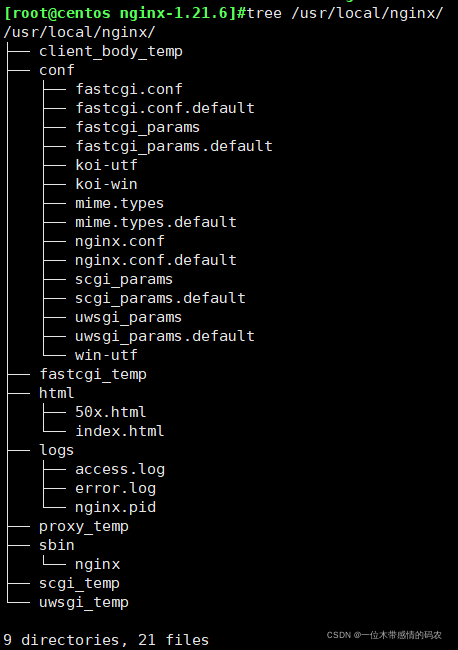 [root@centos nginx-1.21.6]#tree /usr/local/nginx/
/usr/local/nginx/
├── client_body_temp
├── conf
│   ├── fastcgi.conf
│   ├── fastcgi.conf.default
│   ├── fastcgi_params
│   ├── fastcgi_params.default
│   ├── koi-utf
│   ├── koi-win
│   ├── mime.types
│   ├── mime.types.default
│   ├── nginx.conf
│   ├── nginx.conf.default
│   ├── scgi_params
│   ├── scgi_params.default
│   ├── uwsgi_params
│   ├── uwsgi_params.default
│   └── win-utf
├── fastcgi_temp
├── html
│   ├── 50x.html
│   └── index.html
├── logs
│   ├── access.log
│   ├── error.log
│   └── nginx.pid
├── proxy_temp
├── sbin
│   └── nginx
├── scgi_temp
└── uwsgi_temp
9 directories, 21 files
CSDN @一位木带感情的码农